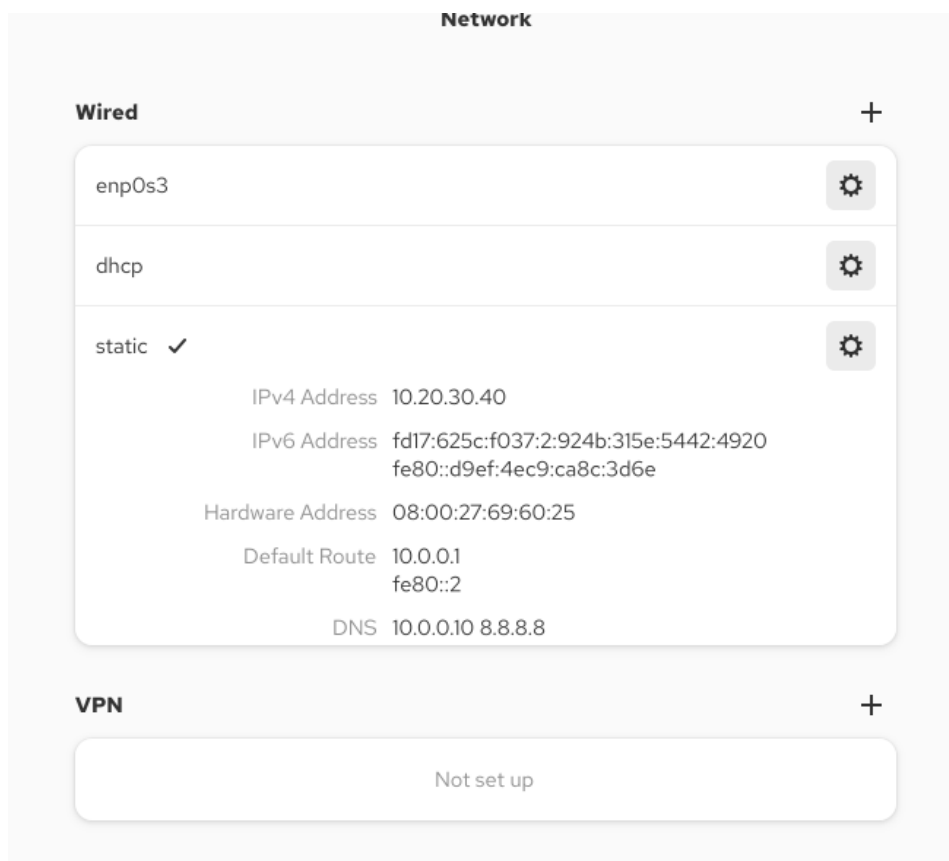 Network
Wired
enp0s3
dhcp
static
IPv4 Address 10.20.30.40
IPv6 Address fd17:625c:f037:2:924b:315e:5442:4920
fe80::d9ef:4ec9:ca8c:3d6e
Hardware Address 08:00:27:69:60:25
Default Route 10.0.0.1
fe80::2
DNS 10.0.0.10 8.8.8.8
VPN
Not set up